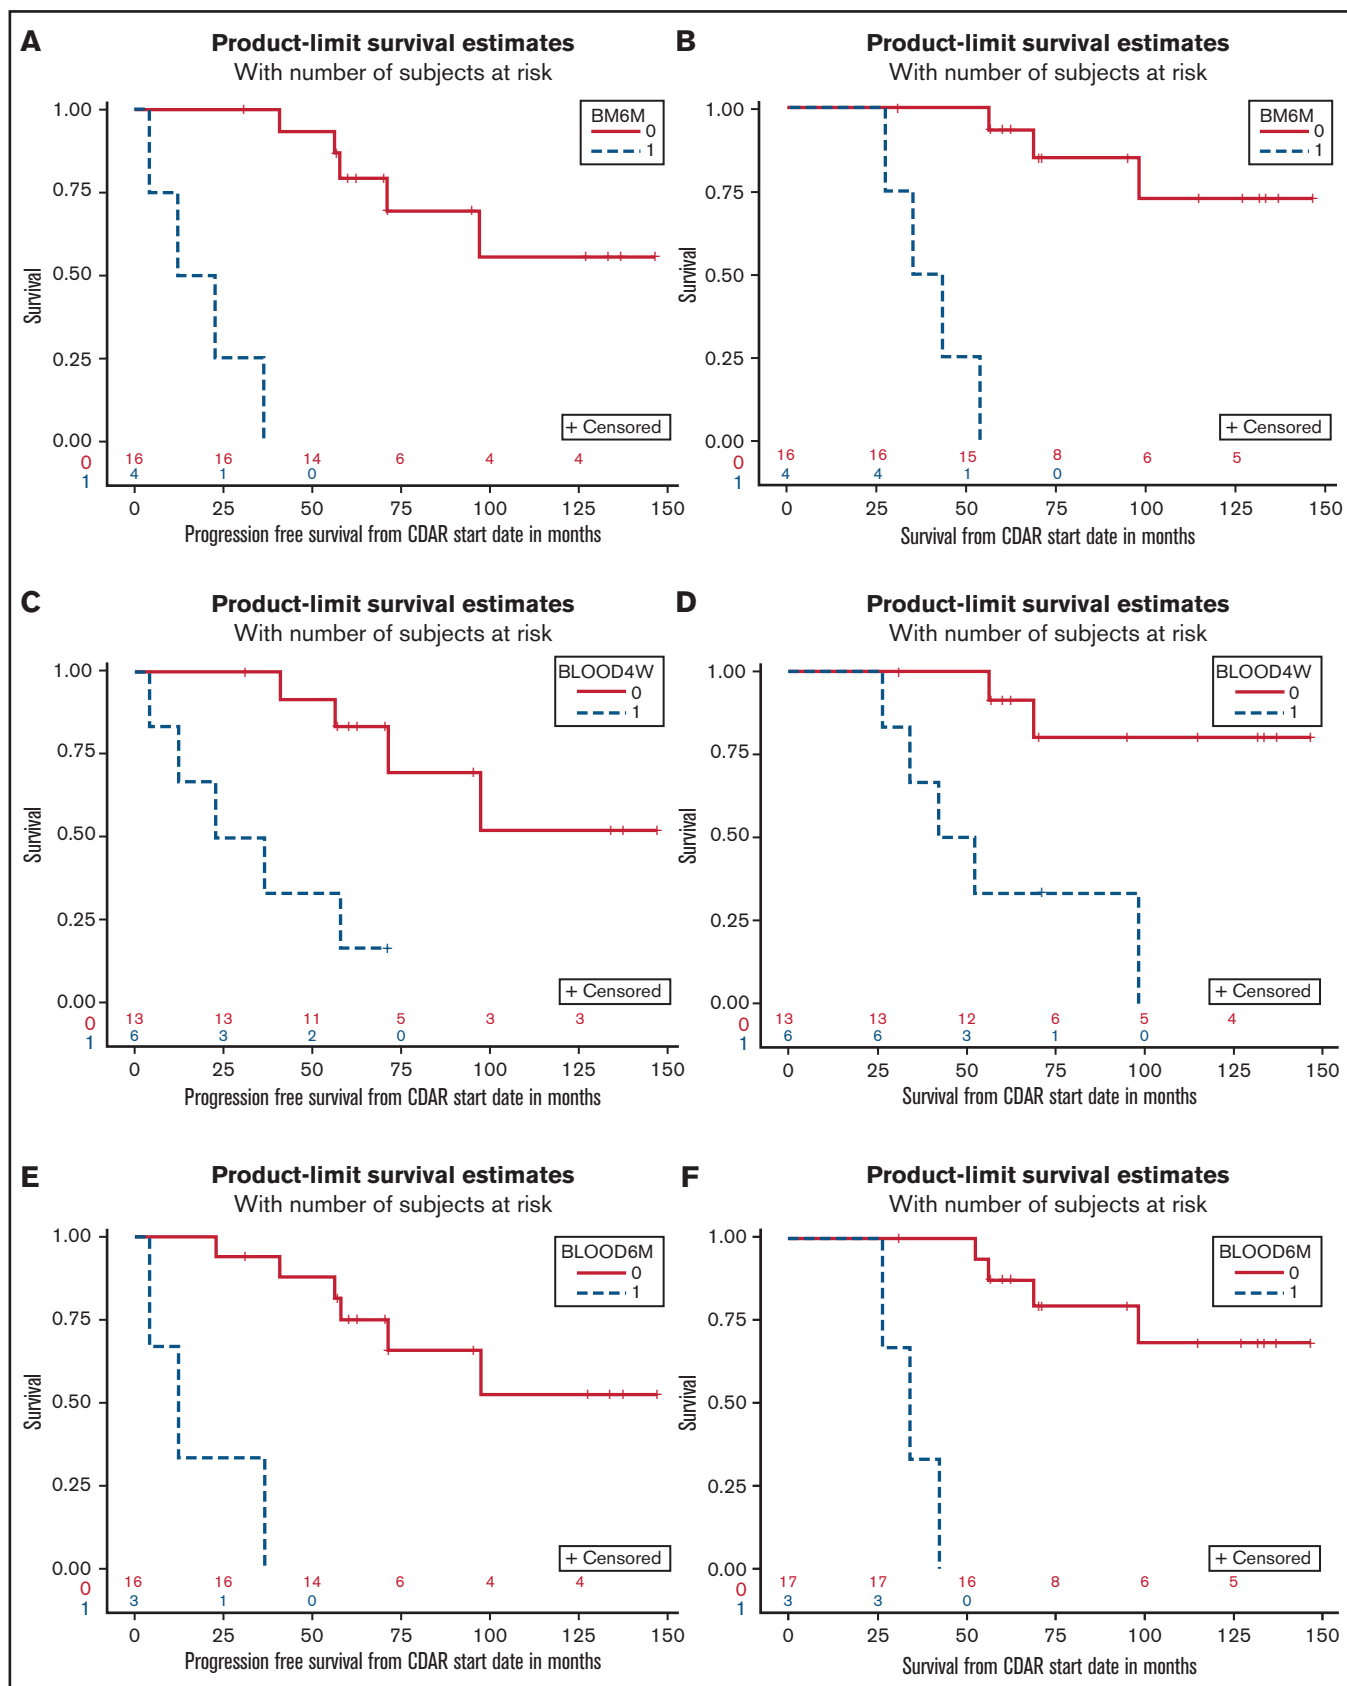 A
Product-limit survival estimates
With number of subjects at risk
BM6M
0
1
1.00
0.75
0.50
0.25
0.00
Survival
+ Censored
0 16 16 14 6 4 4
1 4 1 0
0 25 50 75 100 125 150
Progression free survival from CDAR start date in months
B
Product-limit survival estimates
With number of subjects at risk
BM6M
0
1
1.00
0.75
0.50
0.25
0.00
Survival
+ Censored
0 16 16 15 8 6 5
1 4 4 1 0
0 25 50 75 100 125 150
Survival from CDAR start date in months
C
Product-limit survival estimates
With number of subjects at risk
BLOOD4W
0
1
1.00
0.75
0.50
0.25
0.00
Survival
+ Censored
0 13 13 11 5 3 3
1 6 3 2 0
0 25 50 75 100 125 150
Progression free survival from CDAR start date in months
D
Product-limit survival estimates
With number of subjects at risk
BLOOD4W
0
1
1.00
0.75
0.50
0.25
0.00
Survival
+ Censored
0 13 13 12 6 5 4
1 6 6 3 1 0
0 25 50 75 100 125 150
Survival from CDAR start date in months
E
Product-limit survival estimates
With number of subjects at risk
BLOOD6M
0
1
1.00
0.75
0.50
0.25
0.00
Survival
+ Censored
0 16 16 14 6 4 4
1 3 1 0
0 25 50 75 100 125 150
Progression free survival from CDAR start date in months
F
Product-limit survival estimates
With number of subjects at risk
BLOOD6M
0
1
1.00
0.75
0.50
0.25
0.00
Survival
+ Censored
0 17 17 16 8 6 5
1 3 3 0
0 25 50 75 100 125 150
Survival from CDAR start date in months